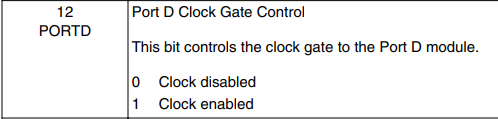 12
PORTD
Port D Clock Gate Control
This bit controls the clock gate to the Port D module.
0 Clock disabled
1 Clock enabled